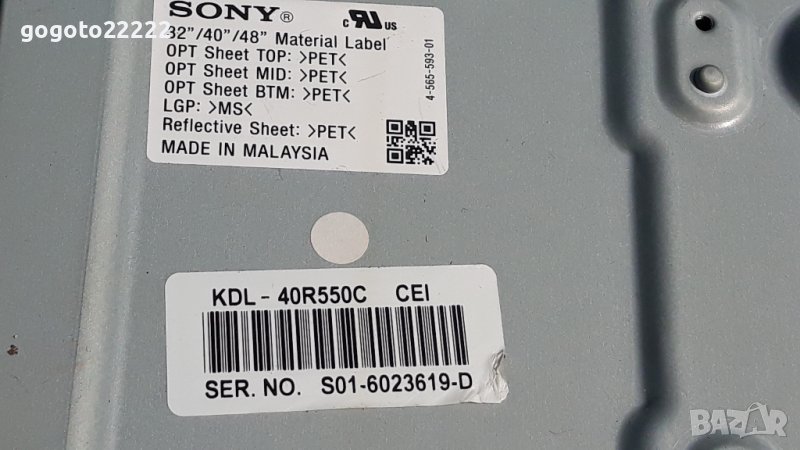 gogoto22222
SONY®
c UL US
32"/40"/48" Material Label
OPT Sheet TOP: >PET<
OPT Sheet MID: >PET<
OPT Sheet BTM: >PET<
LGP: >MS<
Reflective Sheet: >PET<
MADE IN MALAYSIA
4-565-593-01
KDL - 40R550C CEI
SER. NO. S01-6023619-D
BAZAR